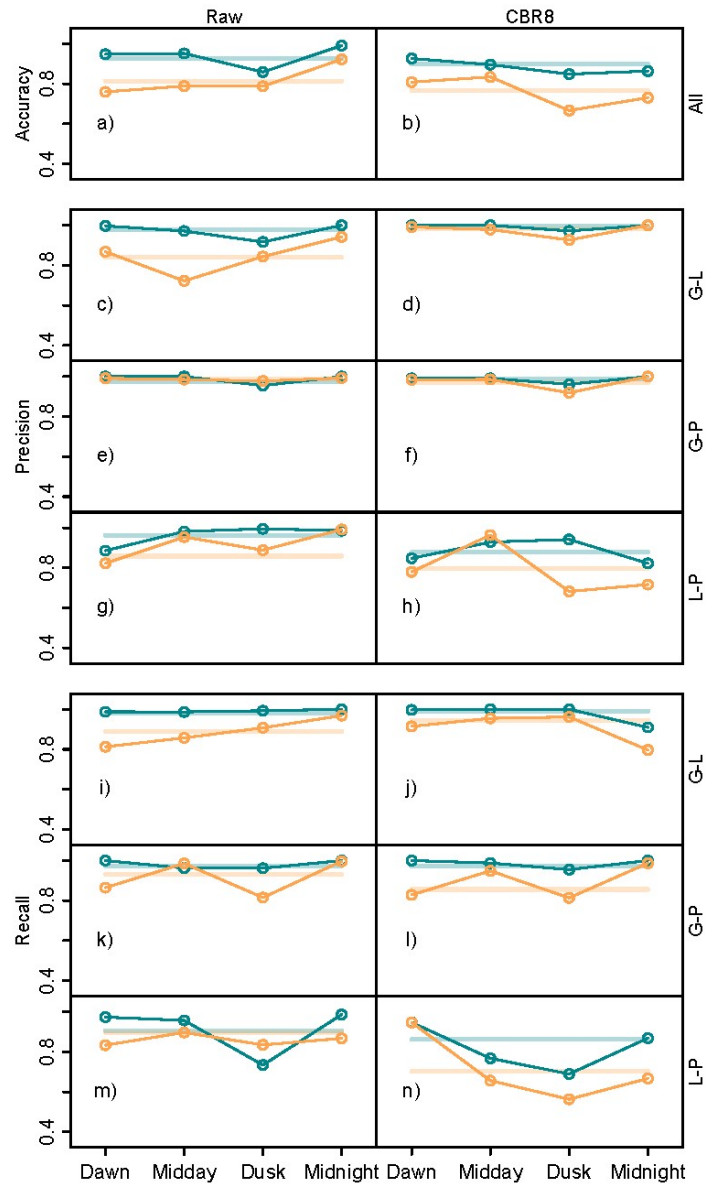 Raw CBR8
Accuracy 0.8 0.4 a) b) All
0.8 0.4 c) d) G-L
Precision 0.8 0.4 e) f) G-P
0.8 0.4 g) h) L-P
0.8 0.4 i) j) G-L
Recall 0.8 0.4 k) l) G-P
0.8 0.4 m) n) L-P
Dawn Midday Dusk Midnight Dawn Midday Dusk Midnight